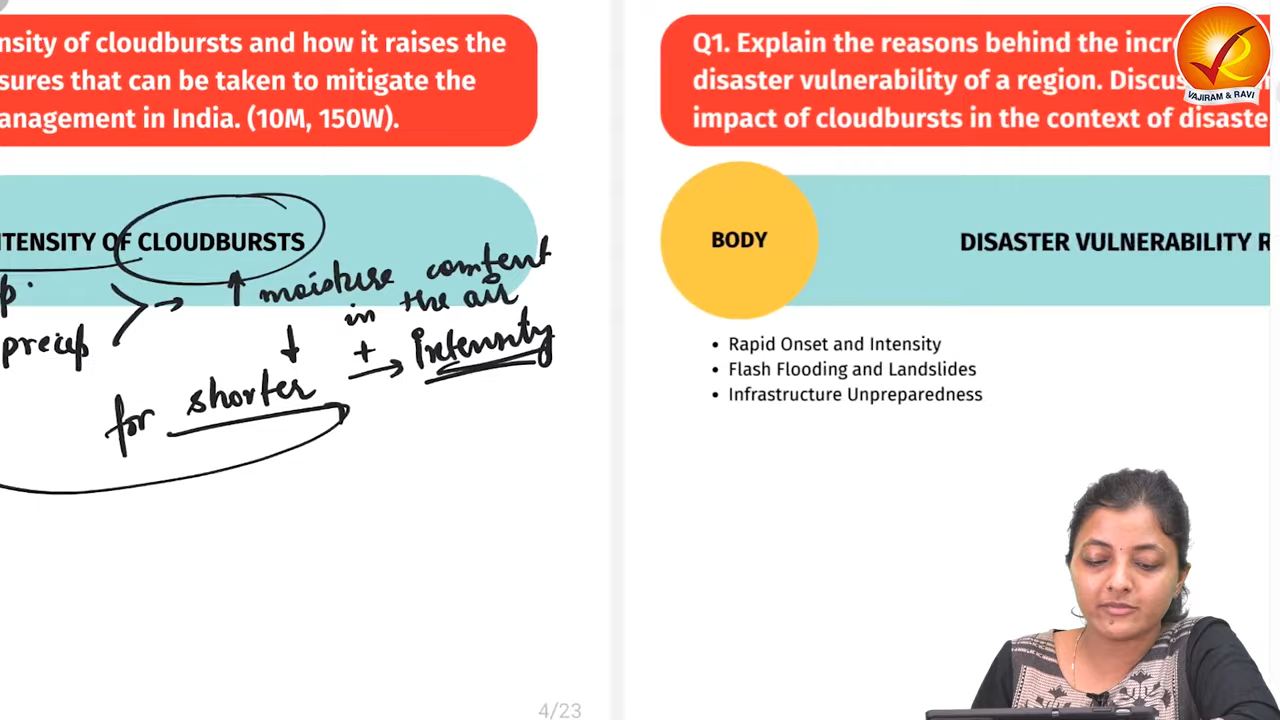 nsity of cloudbursts and how it raises the
sures that can be taken to mitigate the
anagement in India. (10M, 150W).
TENSITY OF CLOUDBURSTS
p.
precip
↑ moisture content
in the air
↓ + → intensity
for shorter
4/23
Q1. Explain the reasons behind the incr
disaster vulnerability of a region. Discus
impact of cloudbursts in the context of disaste
VAJIRAM & RAVI
BODY
DISASTER VULNERABILITY R
• Rapid Onset and Intensity
• Flash Flooding and Landslides
• Infrastructure Unpreparedness